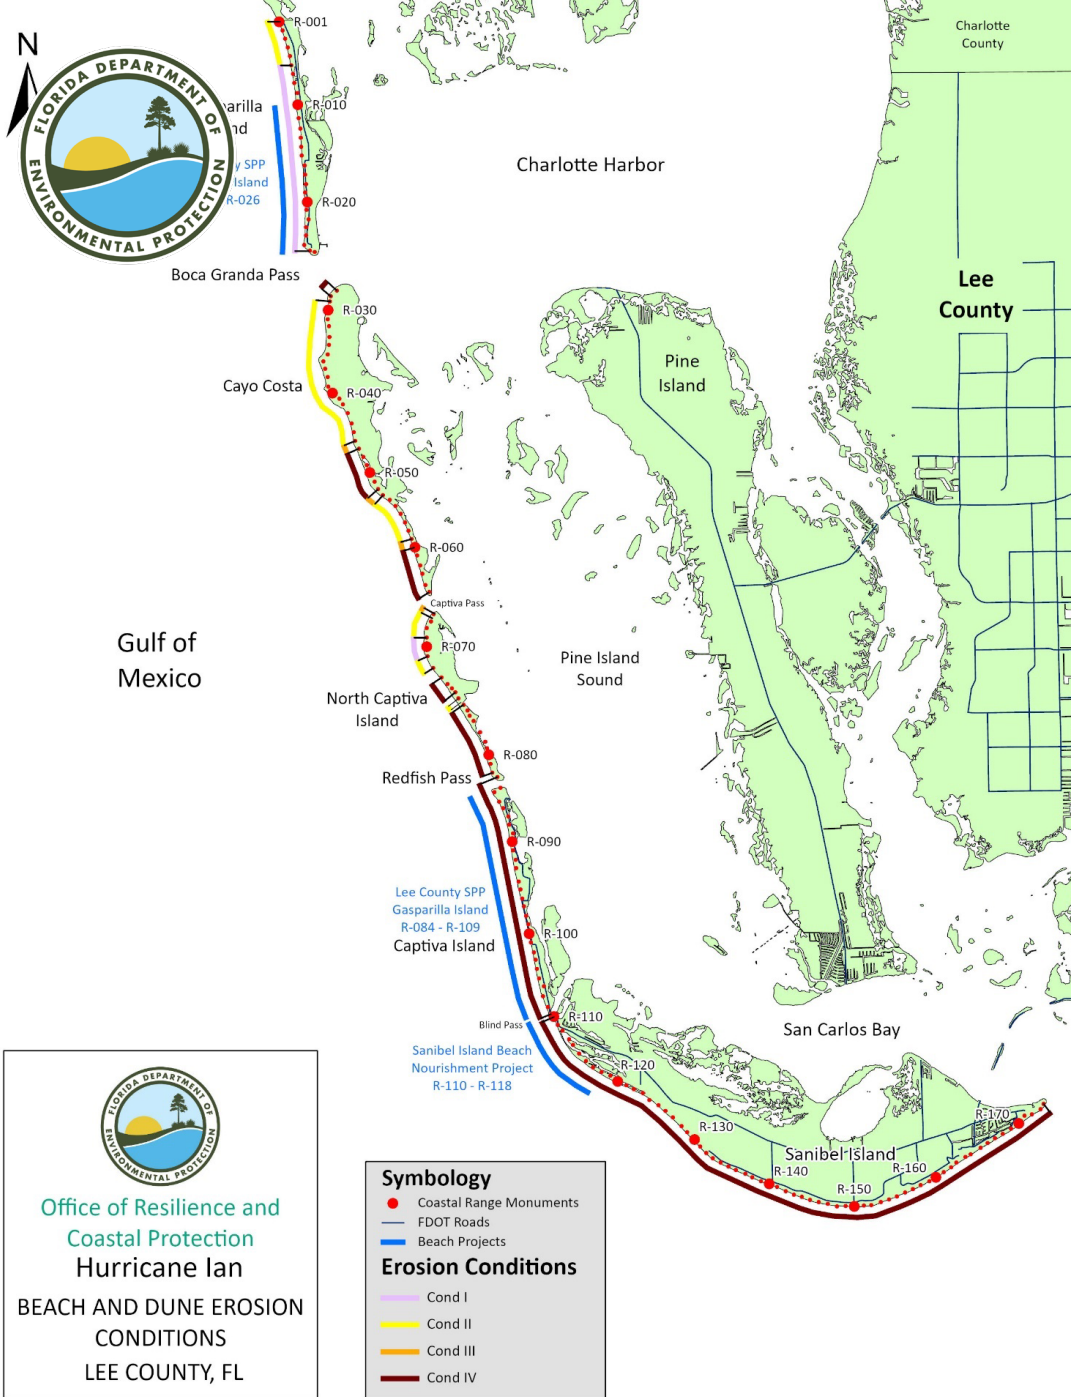 R-001
N
FLORIDA DEPARTMENT OF
ENVIRONMENTAL PROTECTION
R-010
R-020
R-026
Island
SPP
Charlotte
County
Charlotte Harbor
Boca Granda Pass
R-030
Lee
County
Pine
Island
Cayo Costa
R-040
R-050
R-060
Captiva Pass
R-070
Gulf of
Mexico
Pine Island
Sound
North Captiva
Island
R-080
Redfish Pass
R-090
Lee County SPP
Gasparilla Island
R-084 - R-109
Captiva Island
R-100
R-110
Blind Pass
San Carlos Bay
Sanibel Island Beach
Nourishment Project
R-110 - R-118
R-120
R-130
R-170
Sanibel Island
R-140
R-160
R-150
FLORIDA DEPARTMENT OF
ENVIRONMENTAL PROTECTION
Office of Resilience and
Coastal Protection
Hurricane Ian
BEACH AND DUNE EROSION
CONDITIONS
LEE COUNTY, FL
Symbology
Coastal Range Monuments
FDOT Roads
Beach Projects
Erosion Conditions
Cond I
Cond II
Cond III
Cond IV